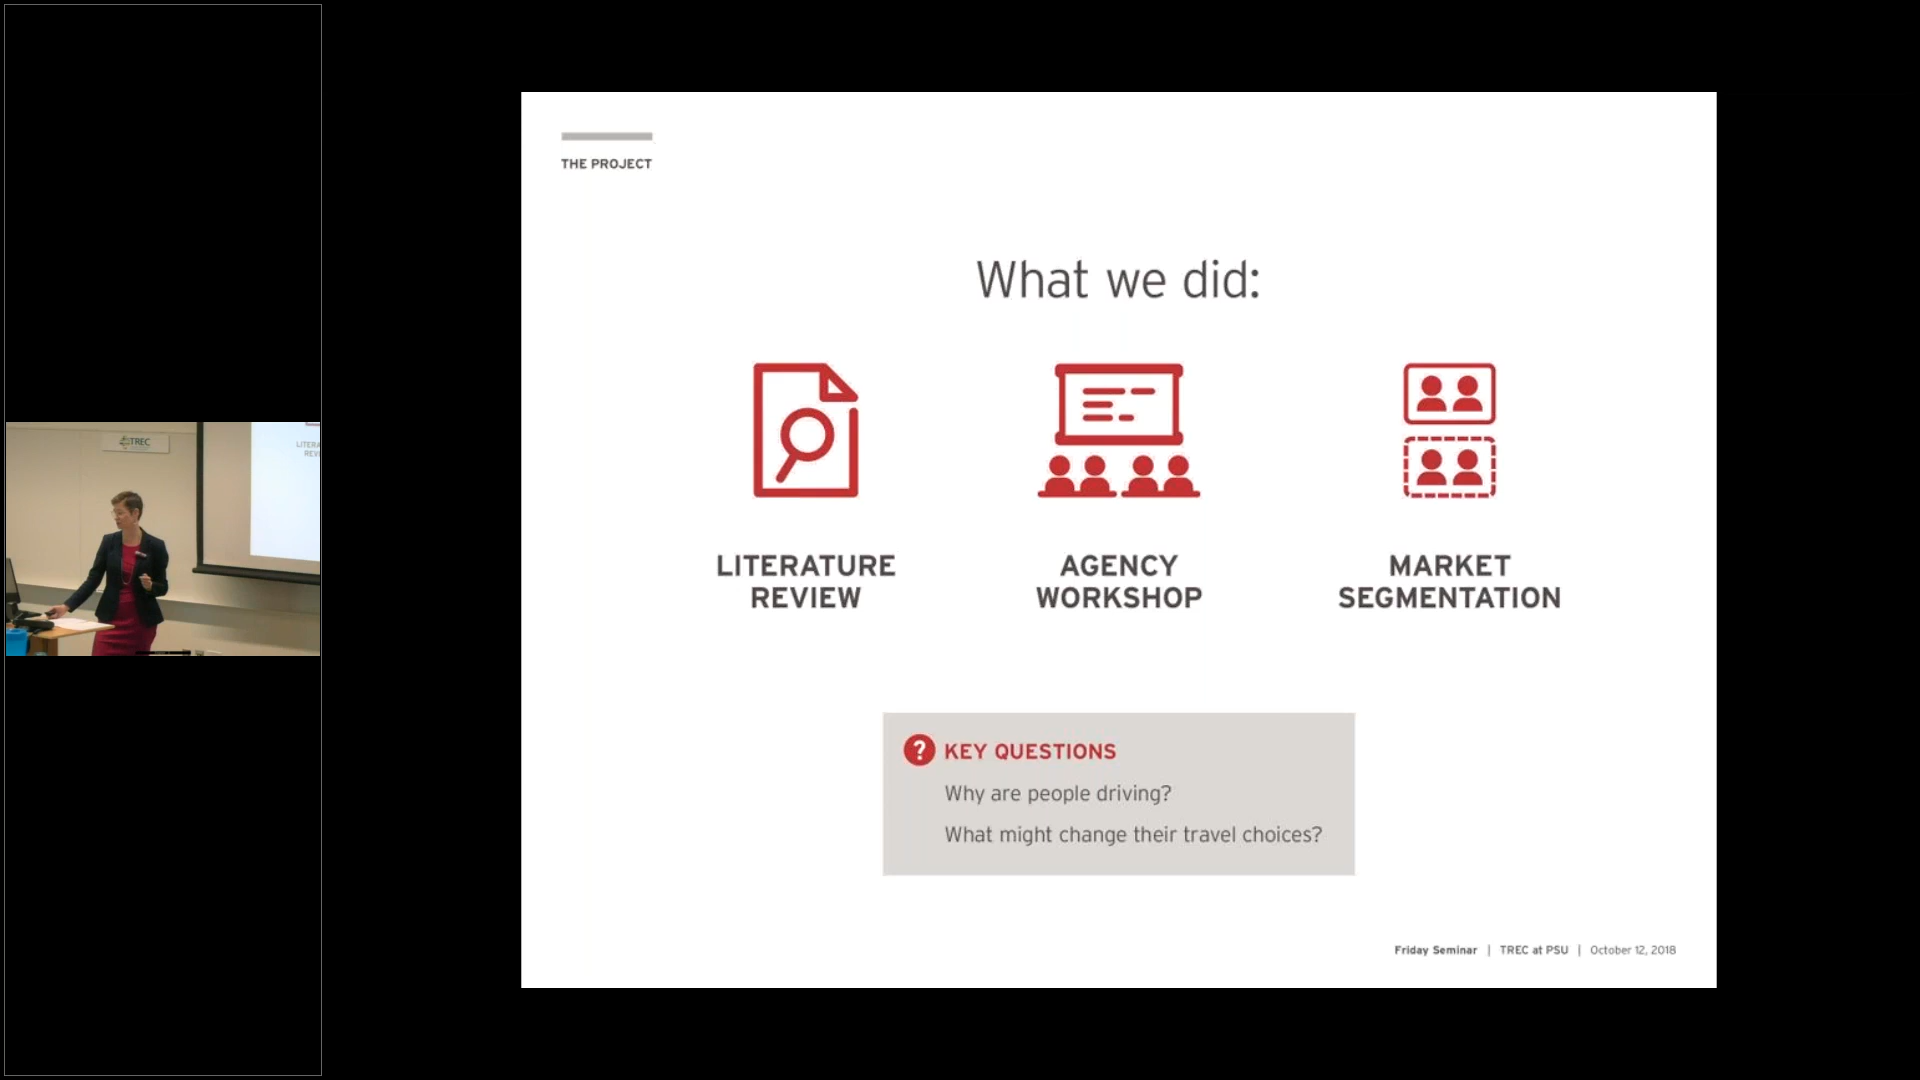 THE PROJECT
What we did:
LITERATURE
REVIEW
AGENCY
WORKSHOP
MARKET
SEGMENTATION
? KEY QUESTIONS
Why are people driving?
What might change their travel choices?
Friday Seminar | TREC at PSU | October 12, 2018
TREC